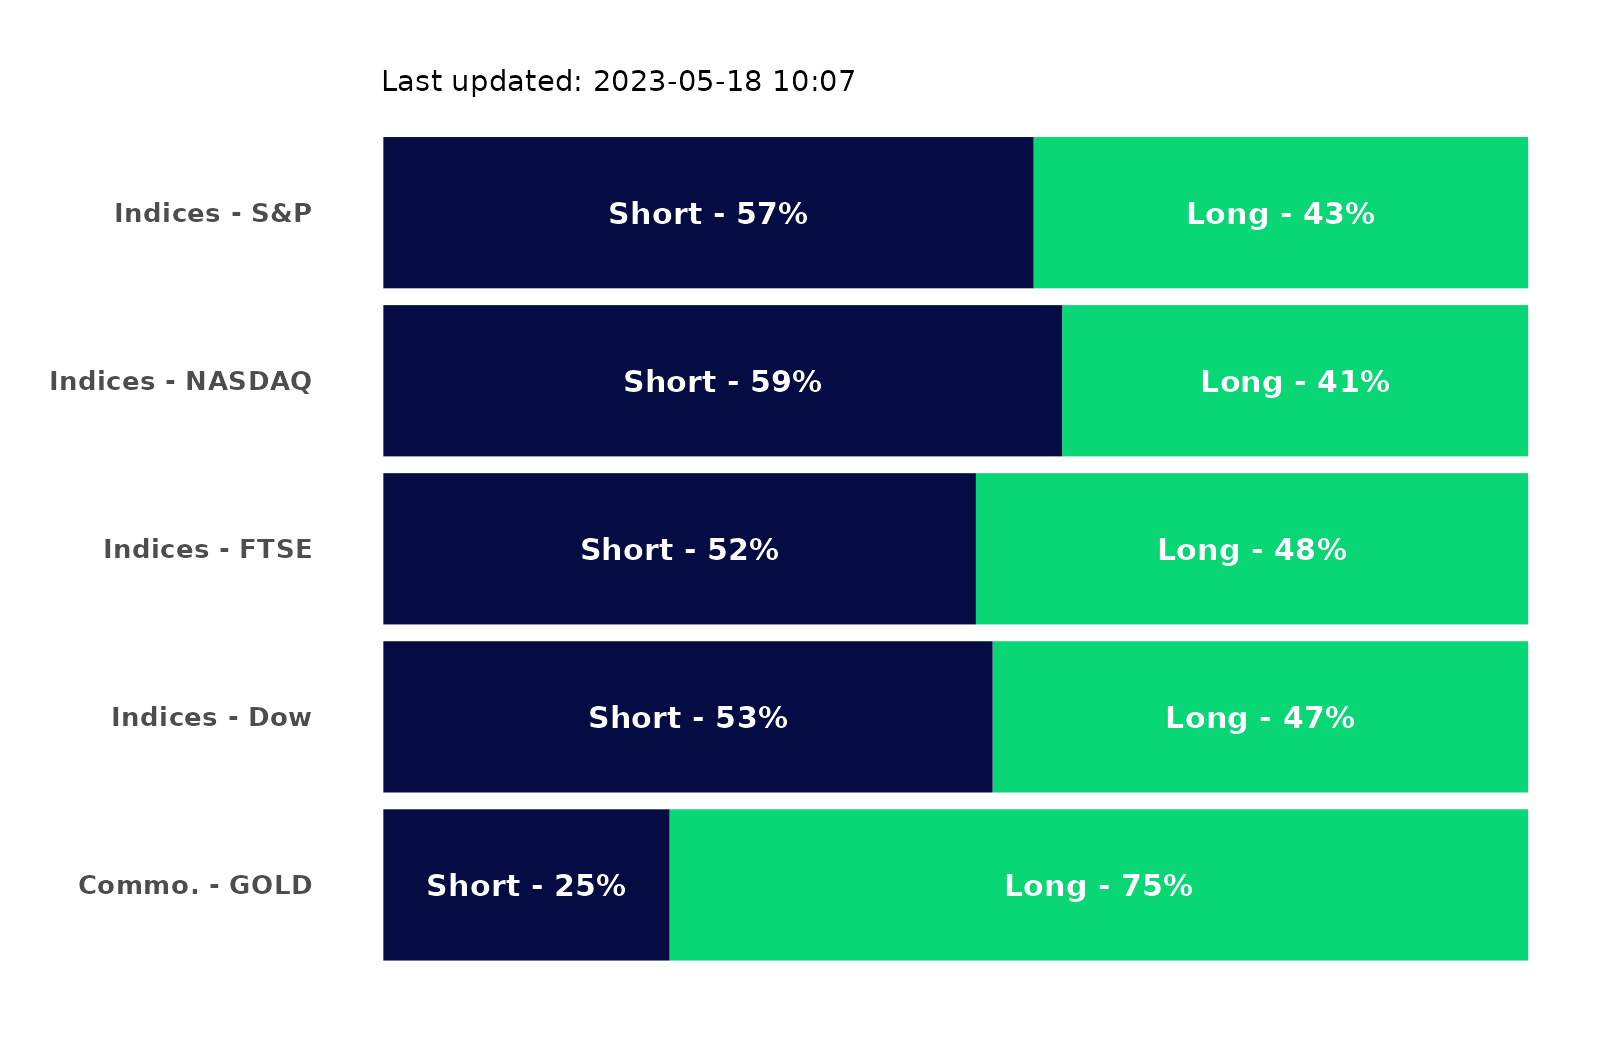 Last updated: 2023-05-18 10:07
Indices - S&P Short - 57% Long - 43%
Indices - NASDAQ Short - 59% Long - 41%
Indices - FTSE Short - 52% Long - 48%
Indices - Dow Short - 53% Long - 47%
Commo. - GOLD Short - 25% Long - 75%